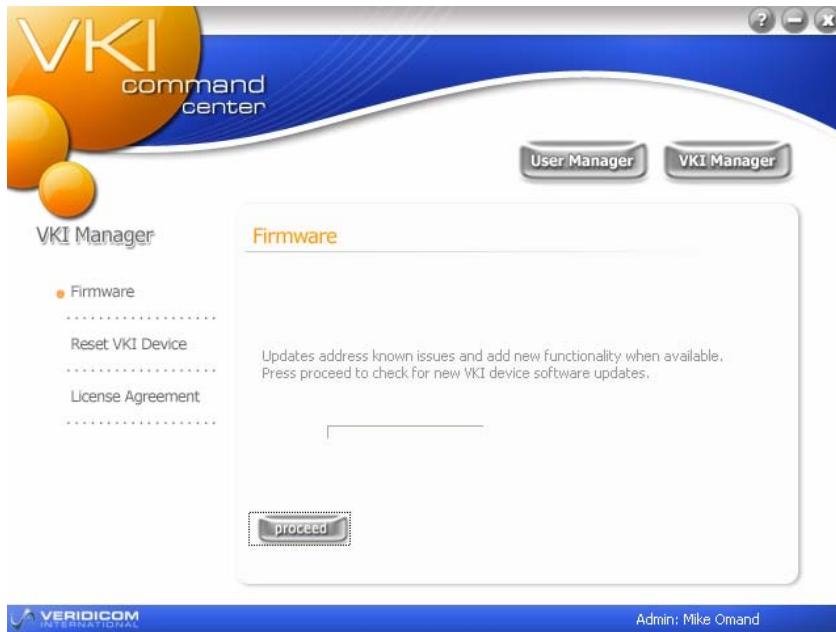 VKI
command
center
?
User Manager
VKI Manager
VKI Manager
Firmware
Firmware
Reset VKI Device
License Agreement
Updates address known issues and add new functionality when available.
Press proceed to check for new VKI device software updates.
proceed
VERIDICOM
INTERNATIONAL
Admin: Mike Omand